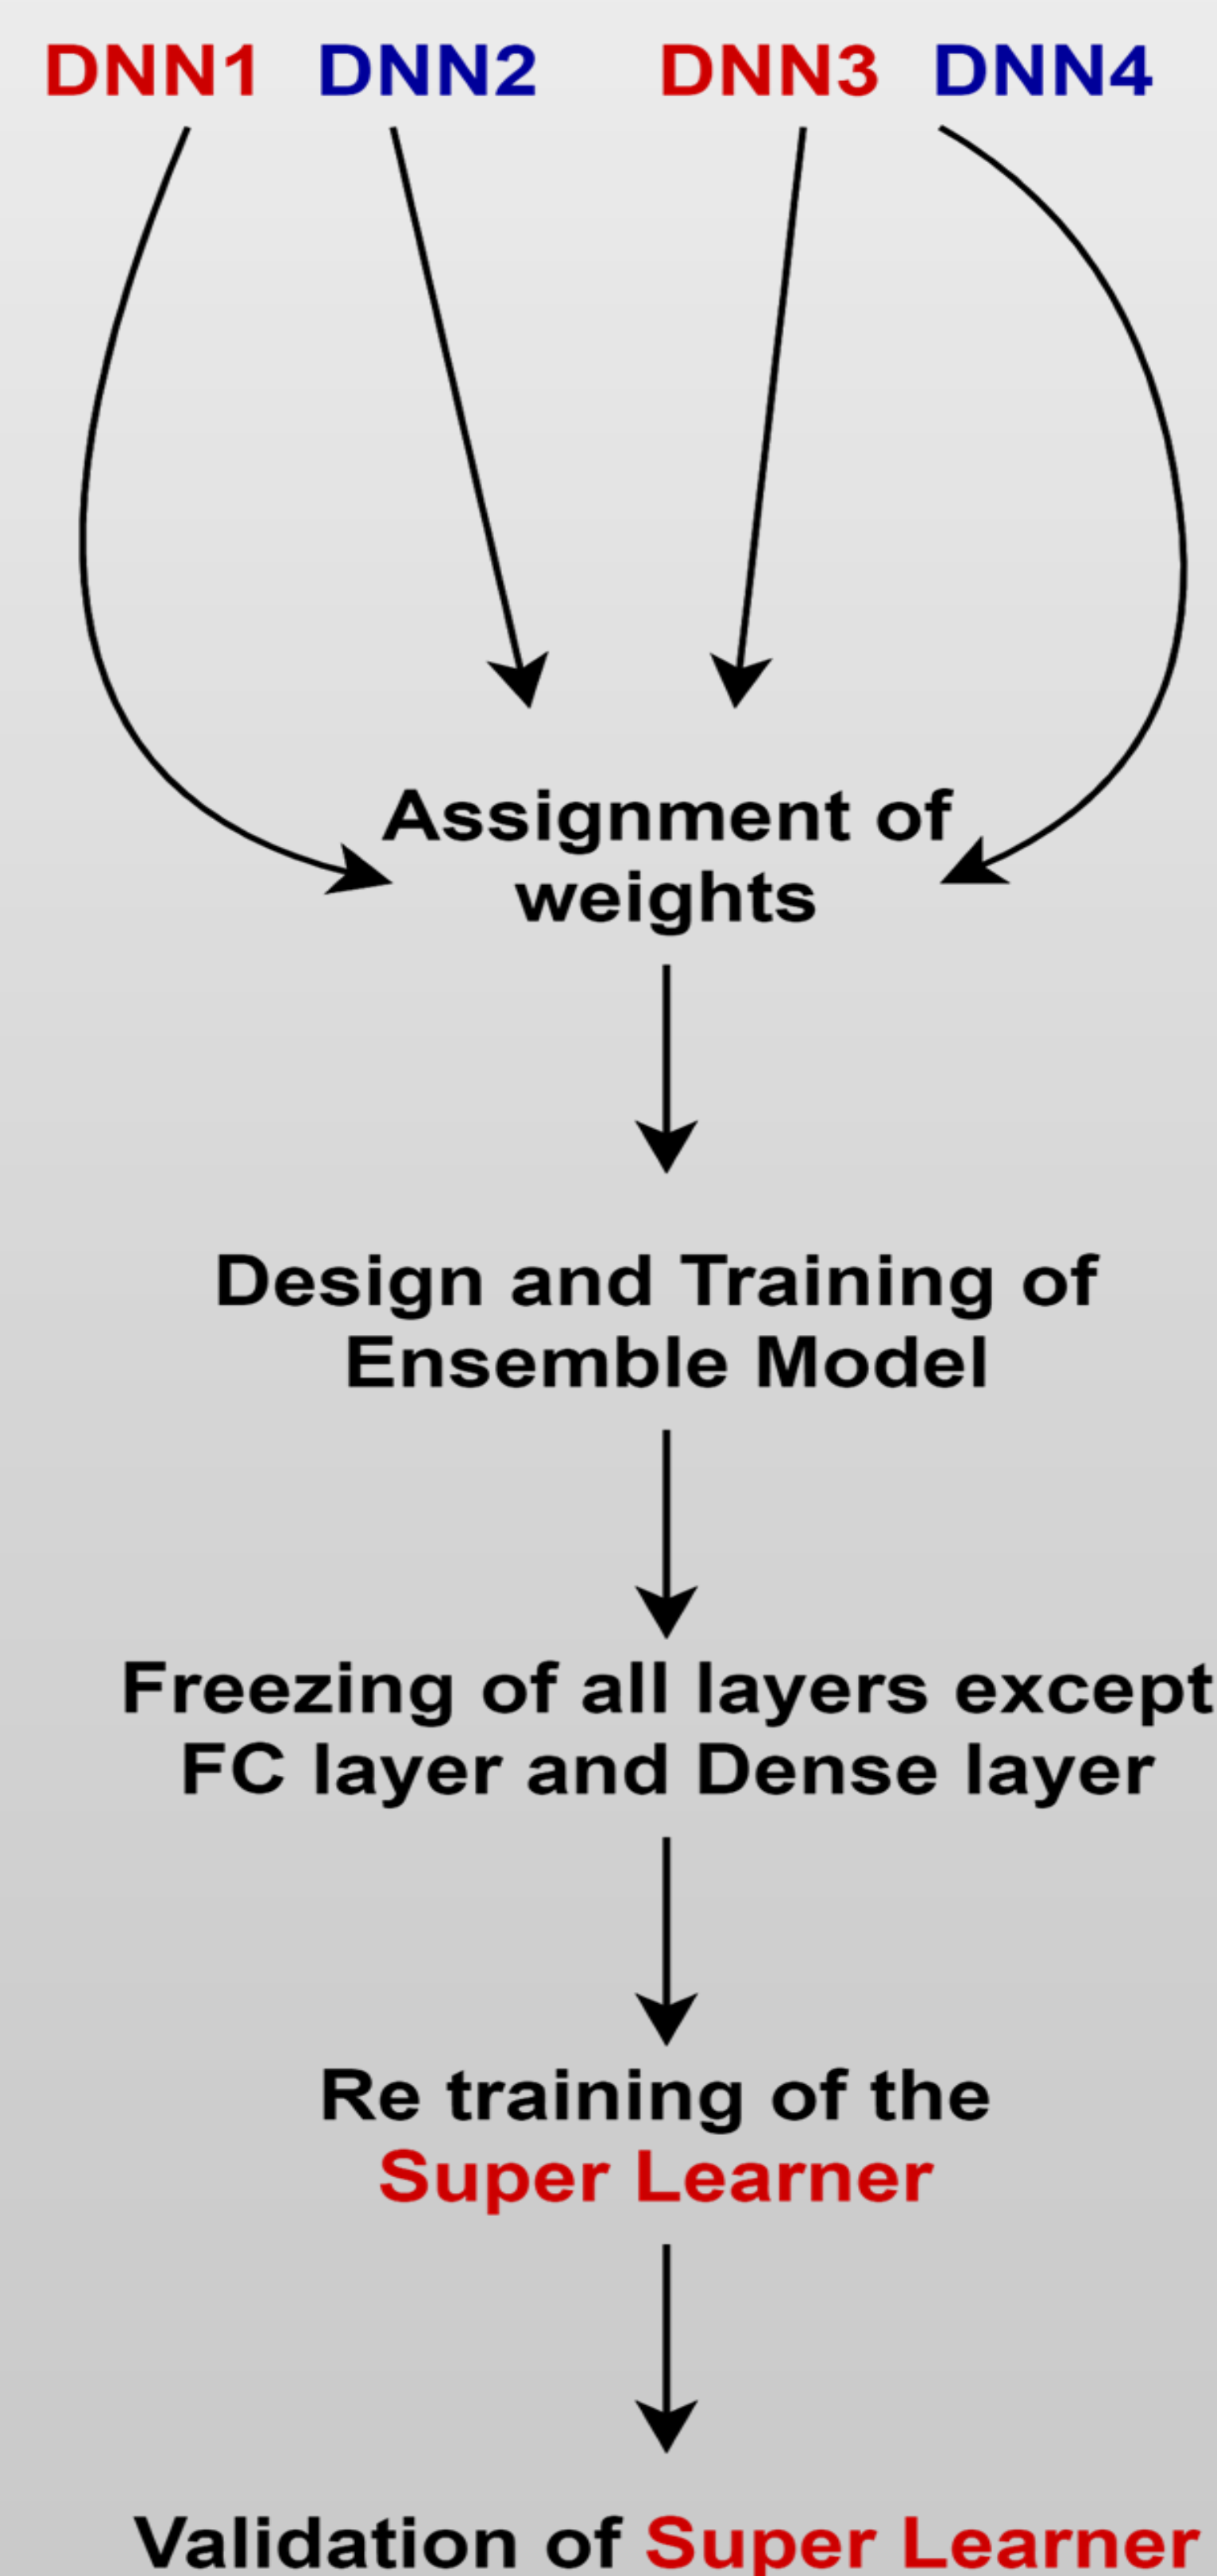 DNN1 DNN2 DNN3 DNN4
Assignment of
weights
Design and Training of
Ensemble Model
Freezing of all layers except
FC layer and Dense layer
Re training of the
Super Learner
Validation of Super Learner